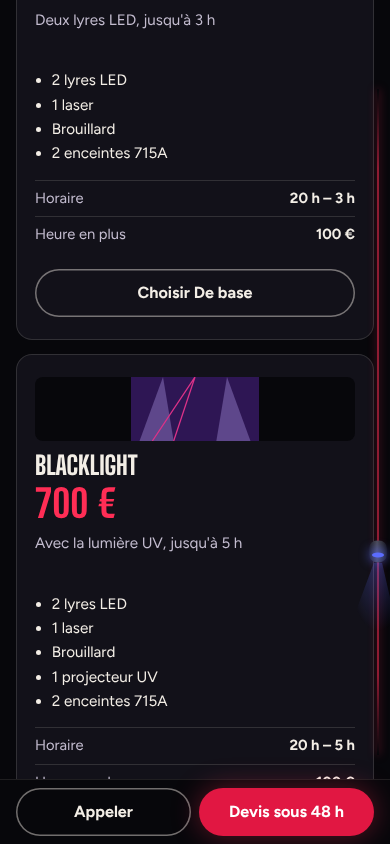 Deux lyres LED, jusqu'à 3 h
• 2 lyres LED
• 1 laser
• Brouillard
• 2 enceintes 715A
Horaire 20 h – 3 h
Heure en plus 100 €
Choisir De base
BLACKLIGHT
700 €
Avec la lumière UV, jusqu'à 5 h
• 2 lyres LED
• 1 laser
• Brouillard
• 1 projecteur UV
• 2 enceintes 715A
Horaire 20 h – 5 h
Appeler
Devis sous 48 h